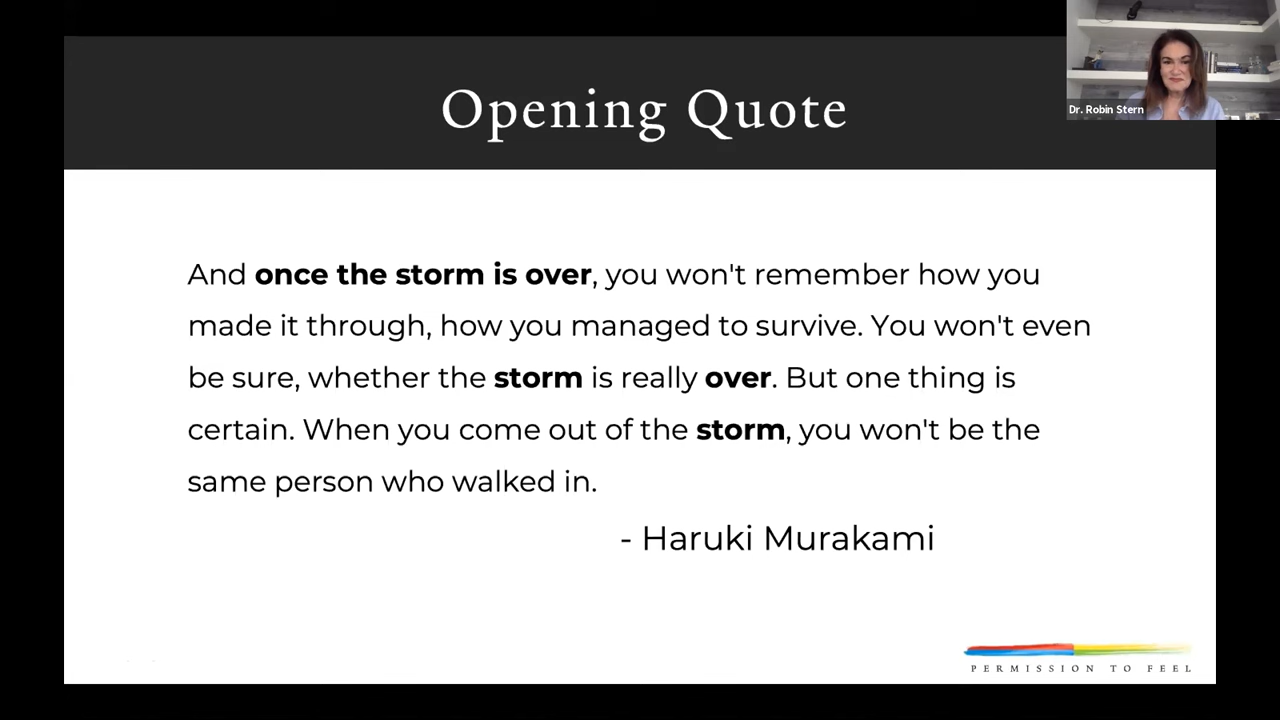 Opening Quote
Dr. Robin Stern
And once the storm is over, you won't remember how you
made it through, how you managed to survive. You won't even
be sure, whether the storm is really over. But one thing is
certain. When you come out of the storm, you won't be the
same person who walked in.
- Haruki Murakami
PERMISSION TO FEEL